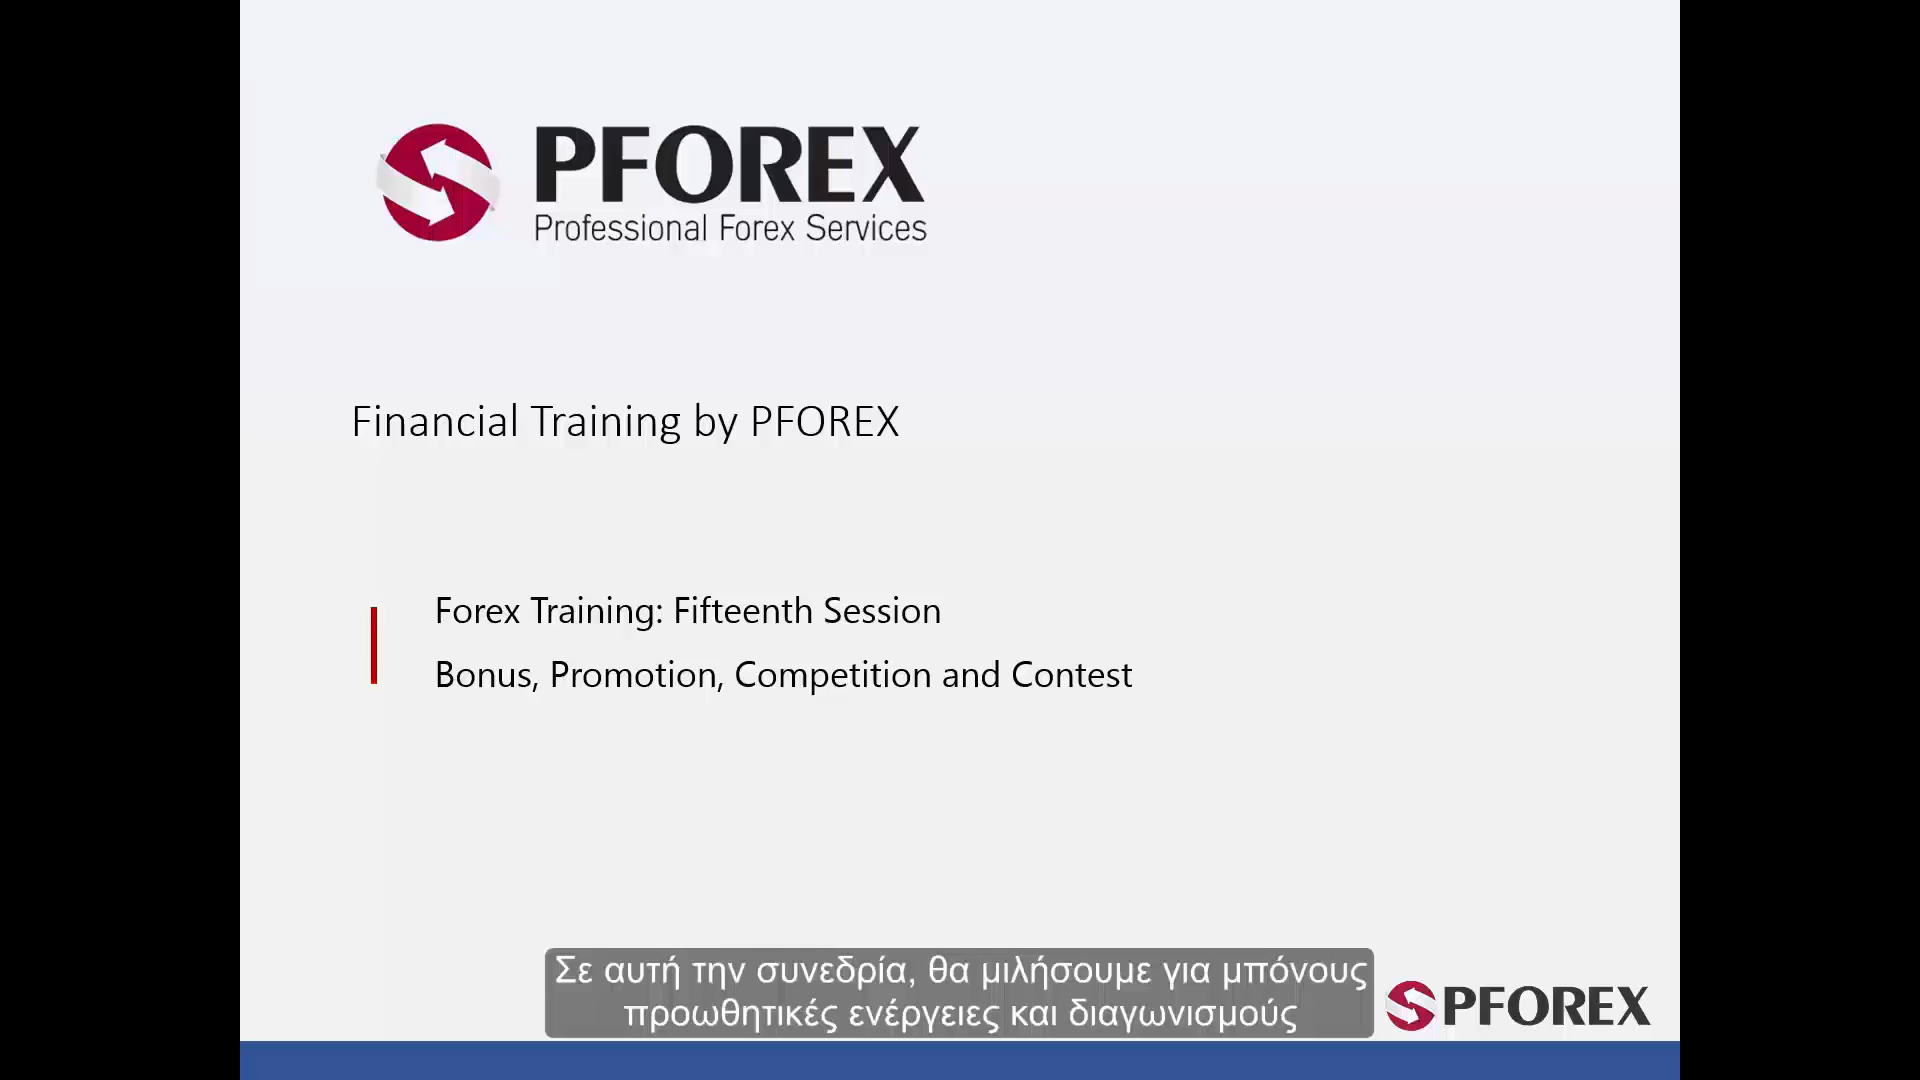 PFOREX
Professional Forex Services
Financial Training by PFOREX
Forex Training: Fifteenth Session
Bonus, Promotion, Competition and Contest
Σε αυτή την συνεδρία, θα μιλήσουμε για μπόνους
προωθητικές ενέργειες και διαγωνισμούς
PFOREX